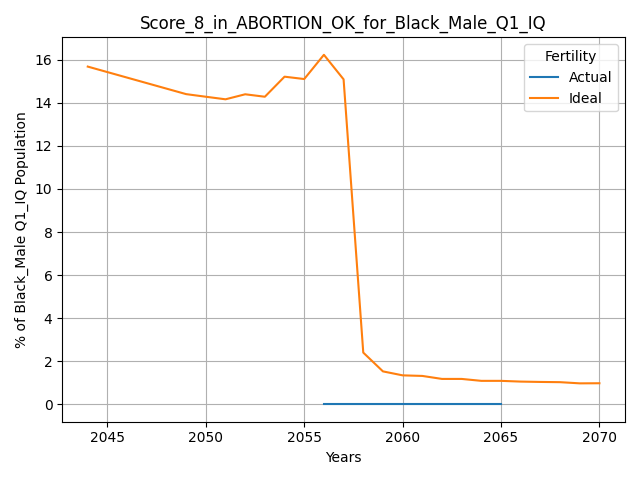 Score_8_in_ABORTION_OK_for_Black_Male_Q1_IQ
% of Black_Male Q1_IQ Population
16
14
12
10
8
6
4
2
0
Fertility
Actual
Ideal
2045 2050 2055 2060 2065 2070
Years